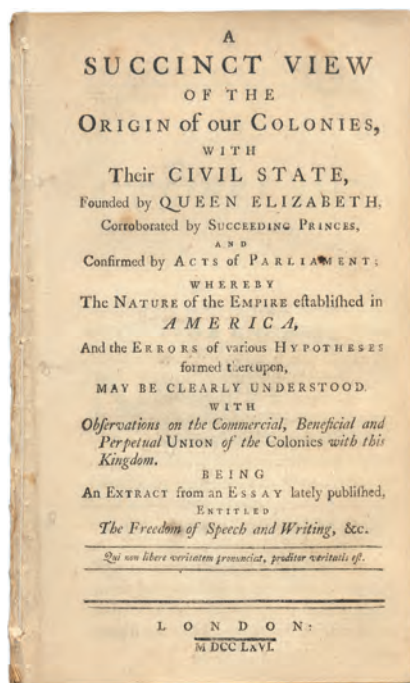 A
SUCCINCT VIEW
OF THE
ORIGIN of our COLONIES,
WITH
Their CIVIL STATE,
Founded by QUEEN ELIZABETH,
Corroborated by SUCCEEDING PRINCES,
AND
Confirmed by ACTS of PARLIAMENT;
WHEREBY
The NATURE of the EMPIRE eſtabliſhed in
AMERICA,
And the ERRORS of various HYPOTHESES
formed thereupon,
MAY BE CLEARLY UNDERSTOOD.
WITH
Obſervations on the Commercial, Beneficial and
Perpetual UNION of the Colonies with this
Kingdom.
BEING
An EXTRACT from an ESSAY lately publiſhed,
ENTITLED
The Freedom of Speech and Writing, &c.
Qui non libere veritatem pronunciat, proditor veritatis eſt.
LONDON:
M DCC LXVI.